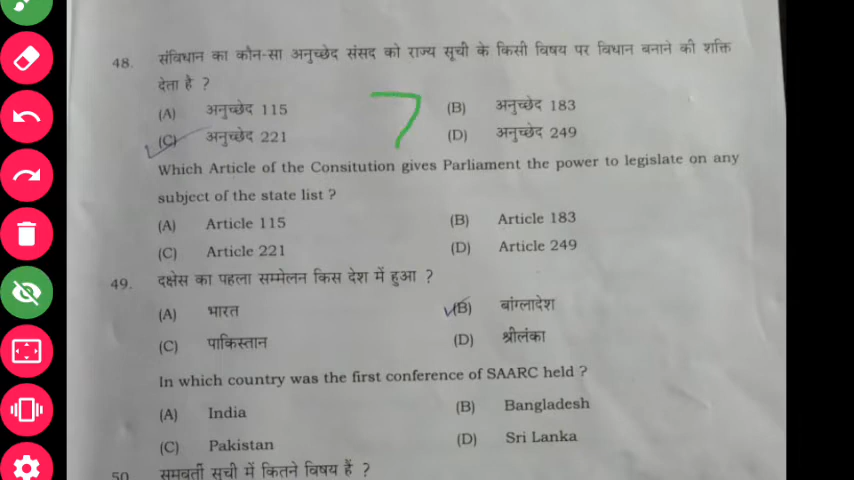 48. संविधान का कौन-सा अनुच्छेद संसद को राज्य सूची के किसी विषय पर विधान बनाने की शक्ति
देता है ?
(A) अनुच्छेद 115 (B) अनुच्छेद 183
(C) अनुच्छेद 221 (D) अनुच्छेद 249
Which Article of the Consitution gives Parliament the power to legislate on any
subject of the state list ?
(A) Article 115 (B) Article 183
(C) Article 221 (D) Article 249
49. दक्षेस का पहला सम्मेलन किस देश में हुआ ?
(A) भारत (B) बांग्लादेश
(C) पाकिस्तान (D) श्रीलंका
In which country was the first conference of SAARC held ?
(A) India (B) Bangladesh
(C) Pakistan (D) Sri Lanka
50. समवर्ती सूची में कितने विषय हैं ?